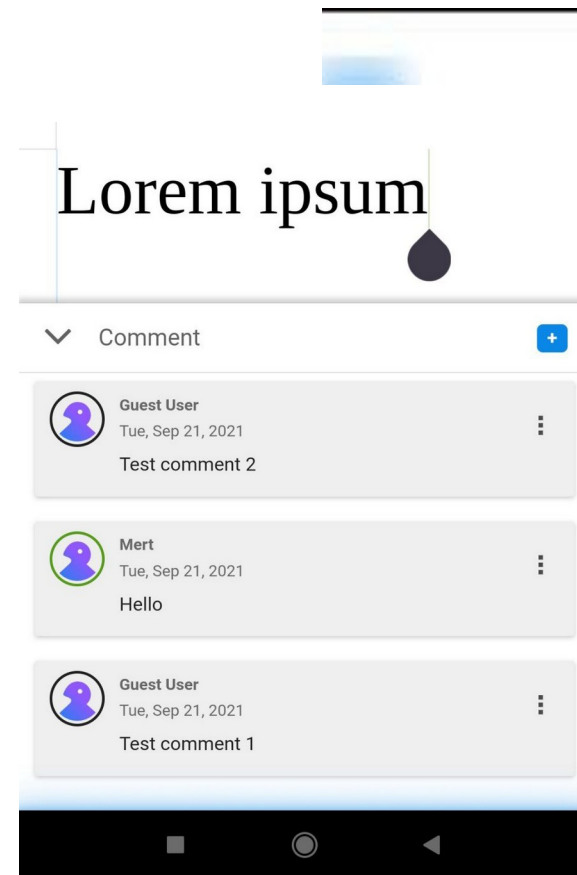 Lorem ipsum
Comment
Guest User
Tue, Sep 21, 2021
Test comment 2
Mert
Tue, Sep 21, 2021
Hello
Guest User
Tue, Sep 21, 2021
Test comment 1